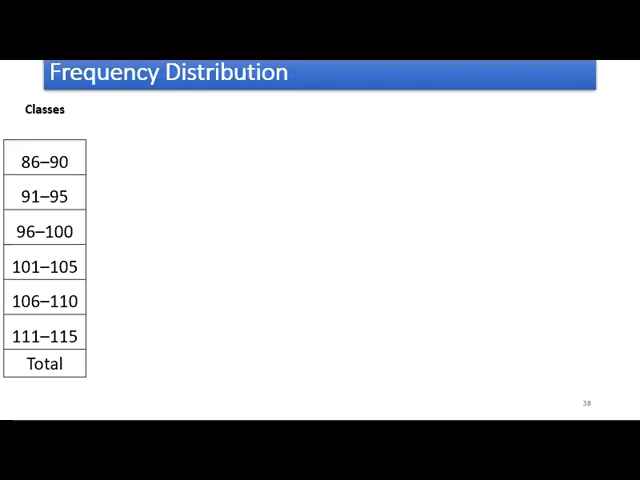 Frequency Distribution
Classes
86–90
91–95
96–100
101–105
106–110
111–115
Total
38